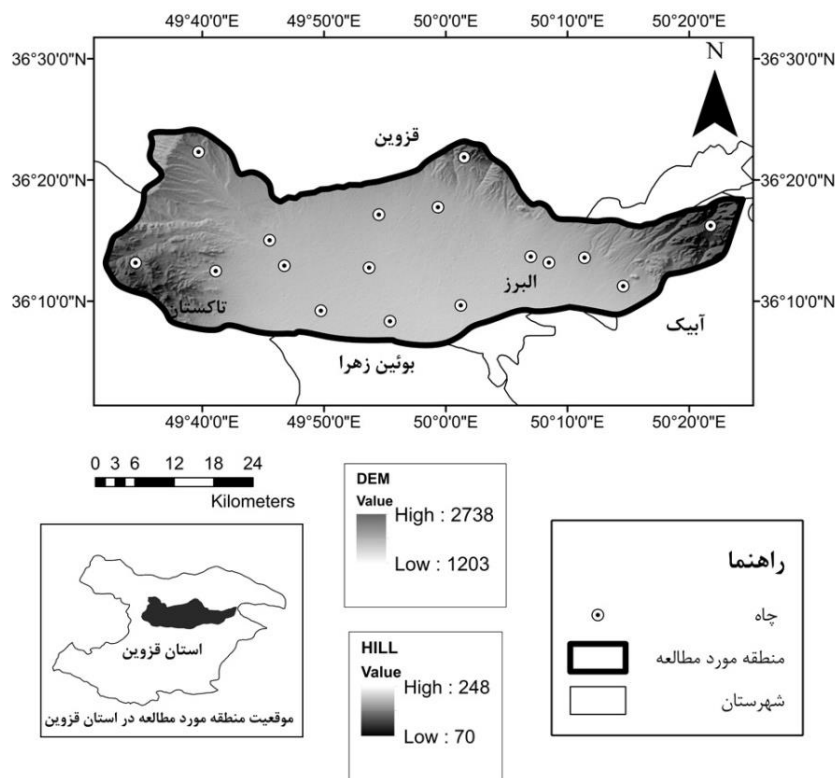 49°40'0"E 49°50'0"E 50°00'0"E 50°10'0"E 50°20'0"E
36°30'0"N 36°30'0"N
N
قزوین
36°20'0"N 36°20'0"N
البرز
تاکستان
36°10'0"N 36°10'0"N
آبیک
بوئین زهرا
49°40'0"E 49°50'0"E 50°00'0"E 50°10'0"E 50°20'0"E
0 3 6 12 18 24
Kilometers
DEM
Value
High : 2738
Low : 1203
استان قزوین
موقعیت منطقه مورد مطالعه در استان قزوین
HILL
Value
High : 248
Low : 70
راهنما
چاه
منطقه مورد مطالعه
شهرستان